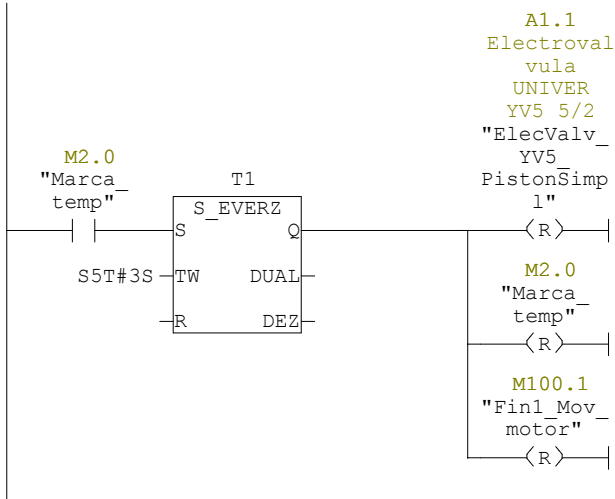 A1.1
Electroval
vula
UNIVER
YV5 5/2
"ElecValv_
YV5_
PistonSimp
l"
M2.0
"Marca_
temp"
T1
S_EVERZ
S
Q
(R)
S5T#3S
TW
DUAL
R
DEZ
M2.0
"Marca_
temp"
(R)
M100.1
"Fin1_Mov_
motor"
(R)